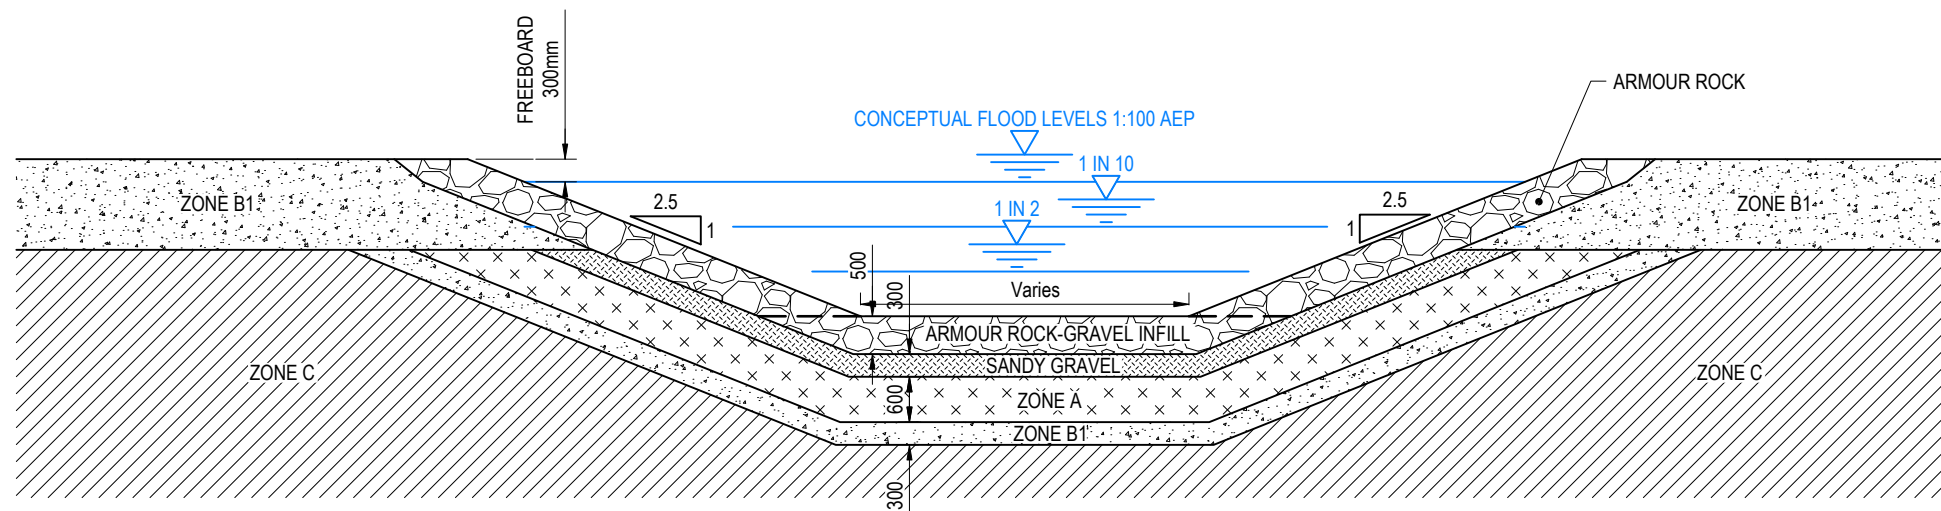 FREEBOARD
300mm
ARMOUR ROCK
CONCEPTUAL FLOOD LEVELS 1:100 AEP
1 IN 10
ZONE B1
2.5
1
1 IN 2
2.5
1
ZONE B1
500
300
Varies
ARMOUR ROCK-GRAVEL INFILL
SANDY GRAVEL
ZONE C
ZONE C
600
ZONE A
ZONE B1
300